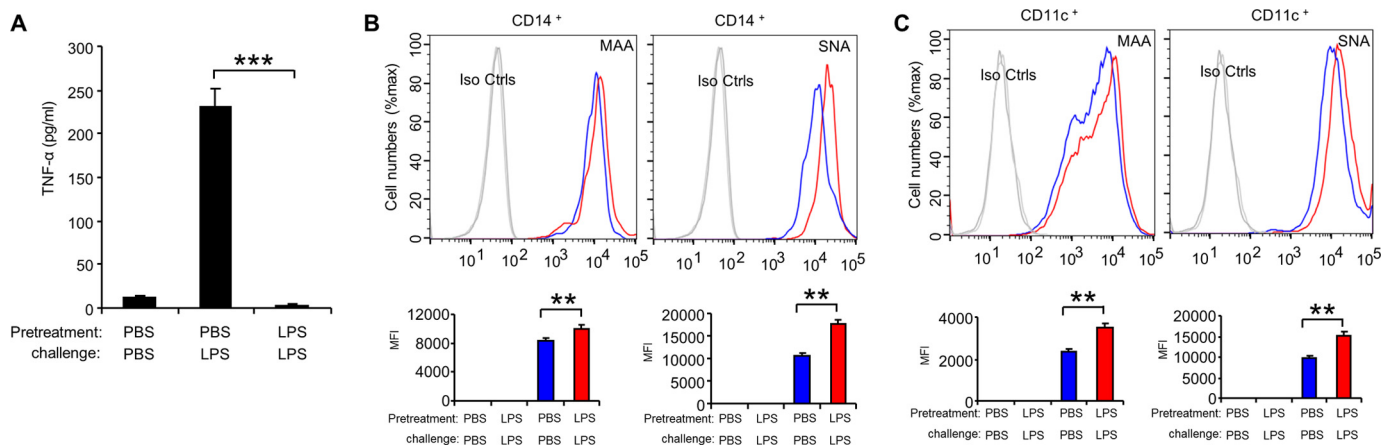 A
300
250
200
150
100
50
0
TNF-α (pg/ml)
***
Pretreatment: PBS PBS LPS
challenge: PBS LPS LPS
B
CD14 +
CD14 +
100
80
60
40
20
0
Cell numbers (%max)
Iso Ctrls
MAA
Iso Ctrls
SNA
10¹ 10² 10³ 10⁴ 10⁵
10¹ 10² 10³ 10⁴ 10⁵
12000
8000
4000
0
MFI
**
Pretreatment: PBS LPS PBS LPS
challenge: PBS LPS PBS LPS
20000
15000
10000
5000
0
MFI
**
Pretreatment: PBS LPS PBS LPS
challenge: PBS LPS PBS LPS
C
CD11c +
CD11c +
100
80
60
40
20
0
Cell numbers (%max)
Iso Ctrls
MAA
Iso Ctrls
SNA
10¹ 10² 10³ 10⁴ 10⁵
10¹ 10² 10³ 10⁴ 10⁵
4000
2000
0
MFI
**
Pretreatment: PBS LPS PBS LPS
challenge: PBS LPS PBS LPS
20000
15000
10000
5000
0
MFI
**
Pretreatment: PBS LPS PBS LPS
challenge: PBS LPS PBS LPS